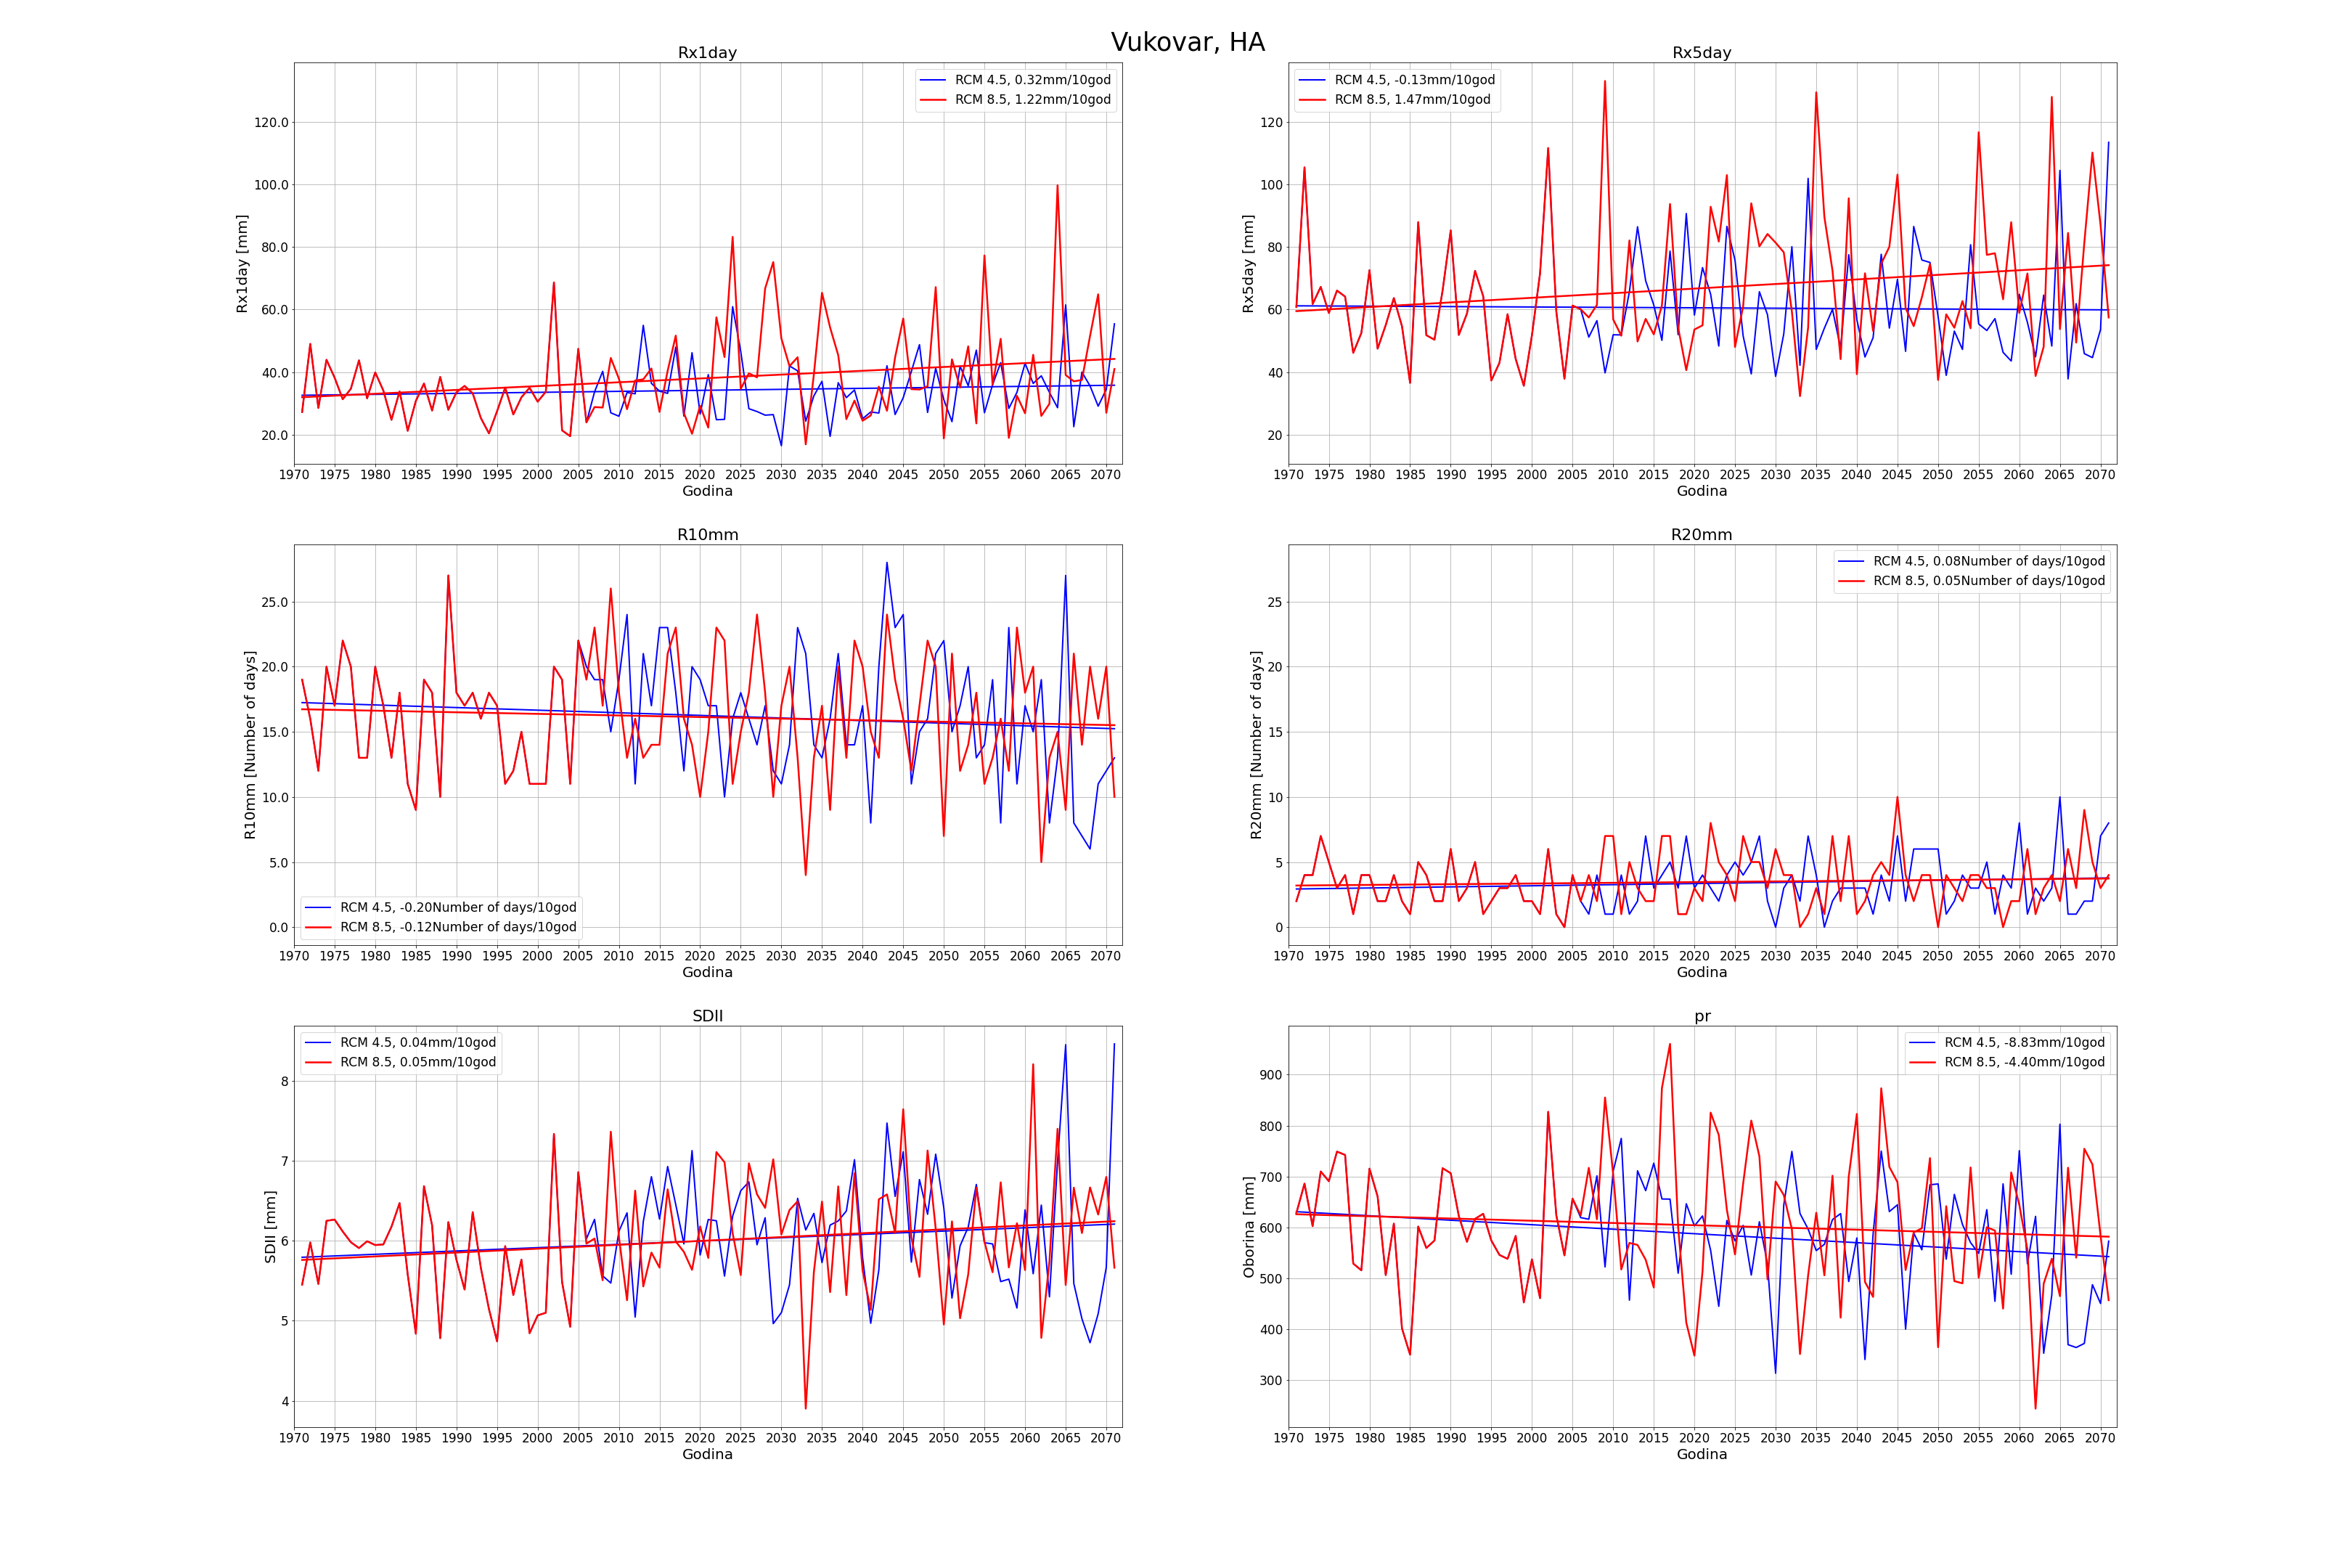 Vukovar, HA
Rx1day
RCM 4.5, 0.32mm/10god
RCM 8.5, 1.22mm/10god
Rx1day [mm]
120.0
100.0
80.0
60.0
40.0
20.0
1970 1975 1980 1985 1990 1995 2000 2005 2010 2015 2020 2025 2030 2035 2040 2045 2050 2055 2060 2065 2070
Godina
Rx5day
RCM 4.5, -0.13mm/10god
RCM 8.5, 1.47mm/10god
Rx5day [mm]
120
100
80
60
40
20
1970 1975 1980 1985 1990 1995 2000 2005 2010 2015 2020 2025 2030 2035 2040 2045 2050 2055 2060 2065 2070
Godina
R10mm
R10mm [Number of days]
25.0
20.0
15.0
10.0
5.0
0.0
RCM 4.5, -0.20Number of days/10god
RCM 8.5, -0.12Number of days/10god
1970 1975 1980 1985 1990 1995 2000 2005 2010 2015 2020 2025 2030 2035 2040 2045 2050 2055 2060 2065 2070
Godina
R20mm
RCM 4.5, 0.08Number of days/10god
RCM 8.5, 0.05Number of days/10god
R20mm [Number of days]
25
20
15
10
5
0
1970 1975 1980 1985 1990 1995 2000 2005 2010 2015 2020 2025 2030 2035 2040 2045 2050 2055 2060 2065 2070
Godina
SDII
RCM 4.5, 0.04mm/10god
RCM 8.5, 0.05mm/10god
SDII [mm]
8
7
6
5
4
1970 1975 1980 1985 1990 1995 2000 2005 2010 2015 2020 2025 2030 2035 2040 2045 2050 2055 2060 2065 2070
Godina
pr
RCM 4.5, -8.83mm/10god
RCM 8.5, -4.40mm/10god
Oborina [mm]
900
800
700
600
500
400
300
1970 1975 1980 1985 1990 1995 2000 2005 2010 2015 2020 2025 2030 2035 2040 2045 2050 2055 2060 2065 2070
Godina